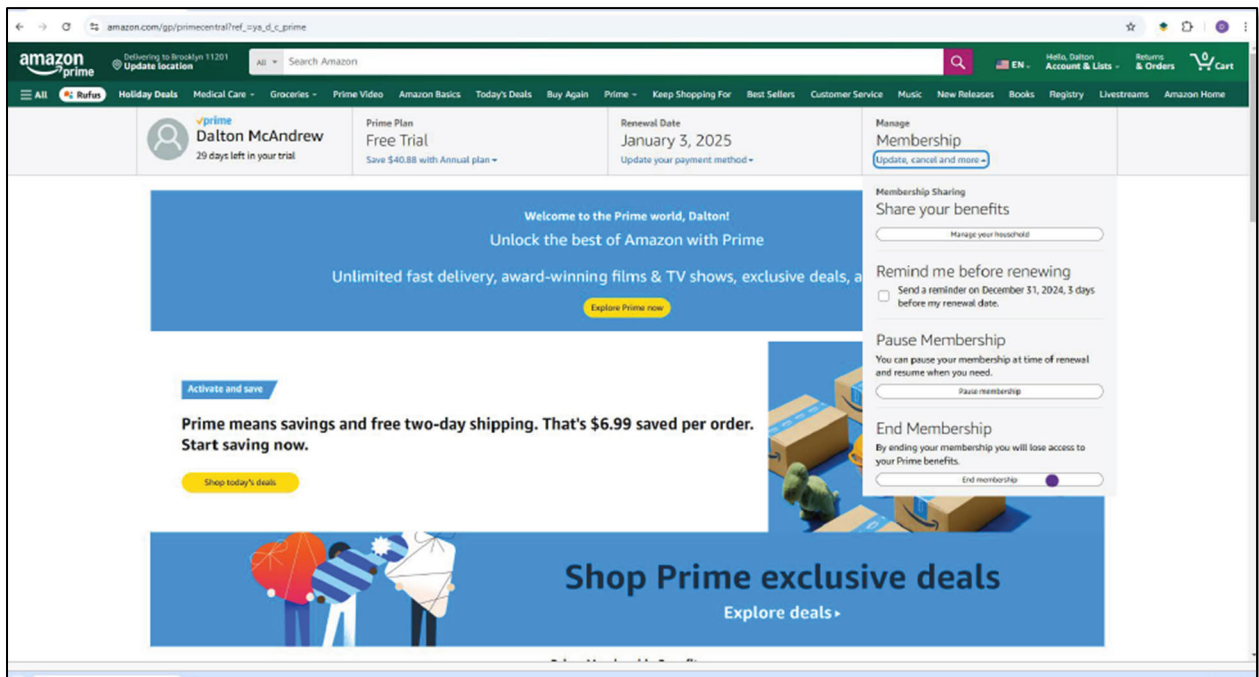 amazon.com/gp/primecentral?ref_=ya_d_c_prime
amazon prime
Delivering to Brooklyn 11201
Update location
All
Search Amazon
EN
Hello, Dalton
Account & Lists
Returns
& Orders
0
Cart
All
Rufus
Holiday Deals
Medical Care
Groceries
Prime Video
Amazon Basics
Today's Deals
Buy Again
Prime
Keep Shopping For
Best Sellers
Customer Service
Music
New Releases
Books
Registry
Livestreams
Amazon Home
prime
Dalton McAndrew
29 days left in your trial
Prime Plan
Free Trial
Save $40.88 with Annual plan
Renewal Date
January 3, 2025
Update your payment method
Manage
Membership
Update, cancel and more
Membership Sharing
Share your benefits
Manage your household
Remind me before renewing
Send a reminder on December 31, 2024, 3 days
before my renewal date.
Pause Membership
You can pause your membership at time of renewal
and resume when you need.
Pause membership
End Membership
By ending your membership you will lose access to
your Prime benefits.
End membership
Welcome to the Prime world, Dalton!
Unlock the best of Amazon with Prime
Unlimited fast delivery, award-winning films & TV shows, exclusive deals, a
Explore Prime now
Activate and save
Prime means savings and free two-day shipping. That's $6.99 saved per order.
Start saving now.
Shop today's deals
Shop Prime exclusive deals
Explore deals